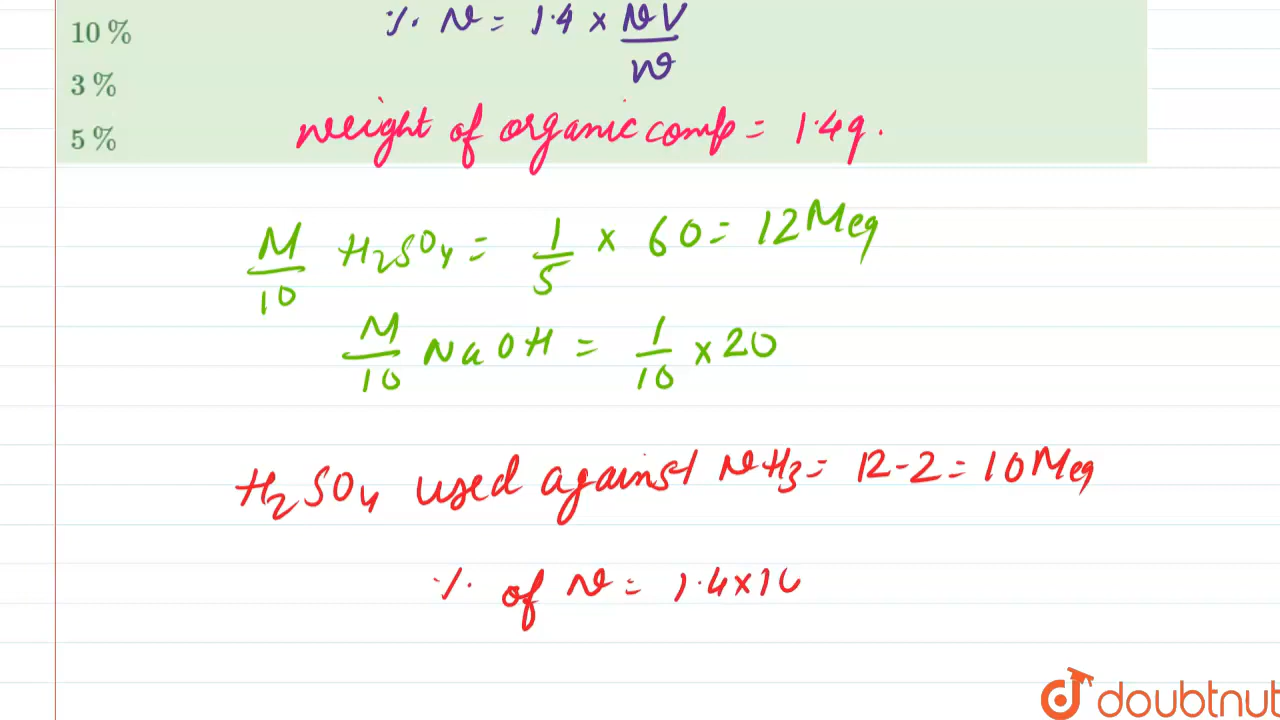 10 %
% N = 1.4 × NV/W
3 %
5 %
weight of organic comp = 1.4g.
M/10 H2SO4 = 1/5 × 60 = 12 Meq
M/10 NaOH = 1/10 × 20
H2SO4 used against NH3 = 12-2 = 10 Meq
% of N = 1.4×10
doubtnut